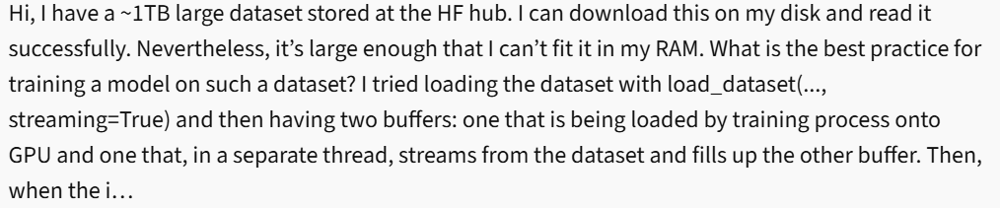 Hi, I have a ~1TB large dataset stored at the HF hub. I can download this on my disk and read it
successfully. Nevertheless, it’s large enough that I can’t fit it in my RAM. What is the best practice for
training a model on such a dataset? I tried loading the dataset with load_dataset(...,
streaming=True) and then having two buffers: one that is being loaded by training process onto
GPU and one that, in a separate thread, streams from the dataset and fills up the other buffer. Then,
when the i…